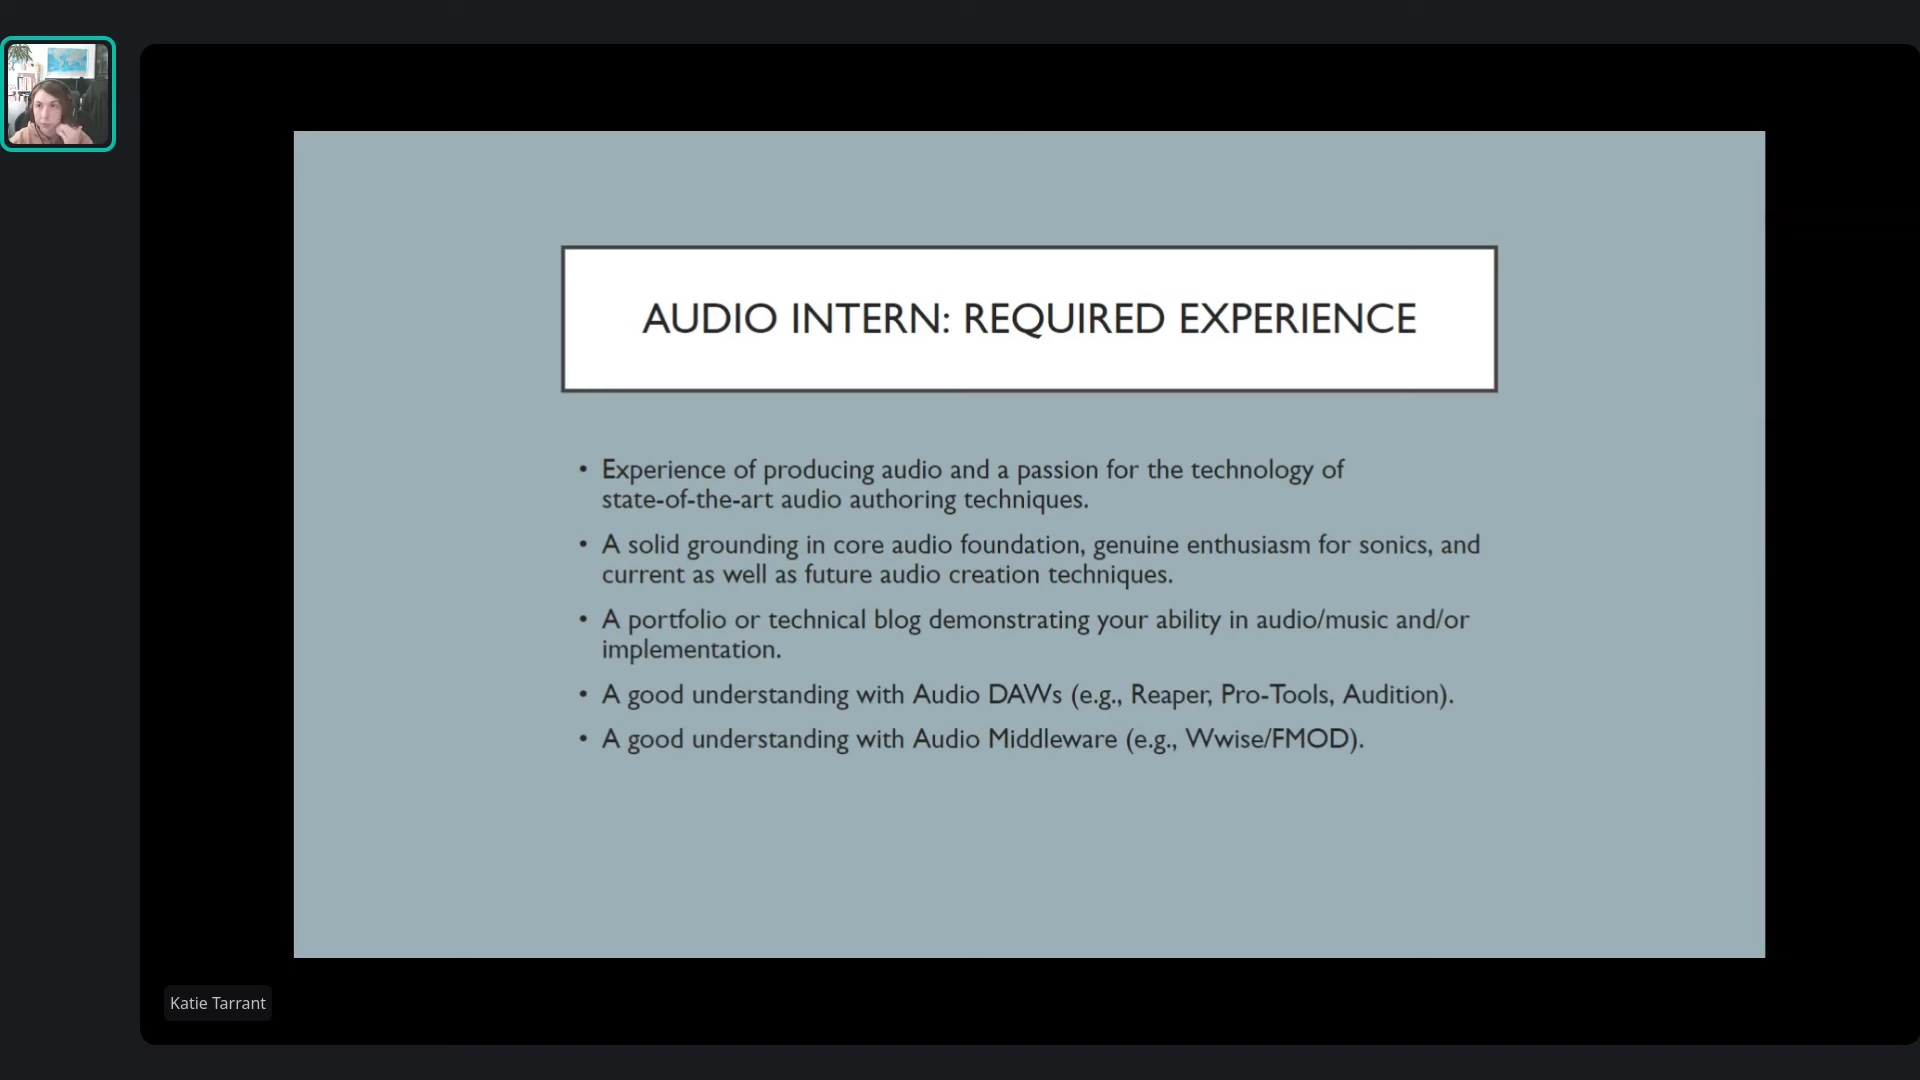 AUDIO INTERN: REQUIRED EXPERIENCE
• Experience of producing audio and a passion for the technology of
state-of-the-art audio authoring techniques.
• A solid grounding in core audio foundation, genuine enthusiasm for sonics, and
current as well as future audio creation techniques.
• A portfolio or technical blog demonstrating your ability in audio/music and/or
implementation.
• A good understanding with Audio DAWs (e.g., Reaper, Pro-Tools, Audition).
• A good understanding with Audio Middleware (e.g., Wwise/FMOD).
Katie Tarrant